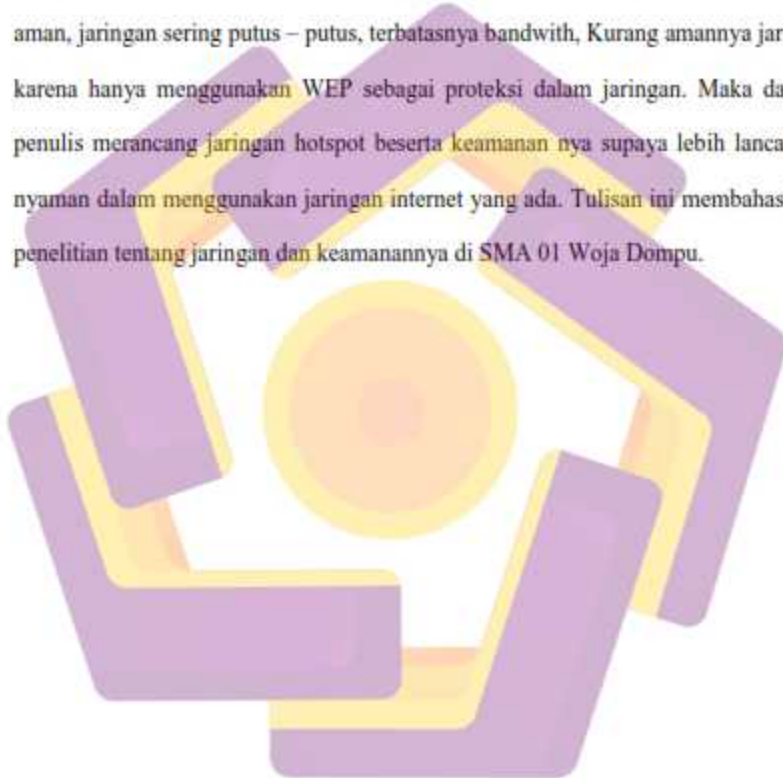 aman, jaringan sering putus – putus, terbatasnya bandwith, Kurang amannya jar
karena hanya menggunakan WEP sebagai proteksi dalam jaringan. Maka da
penulis merancang jaringan hotspot beserta keamanan nya supaya lebih lanca
nyaman dalam menggunakan jaringan internet yang ada. Tulisan ini membahas
penelitian tentang jaringan dan keamanannya di SMA 01 Woja Dompu.